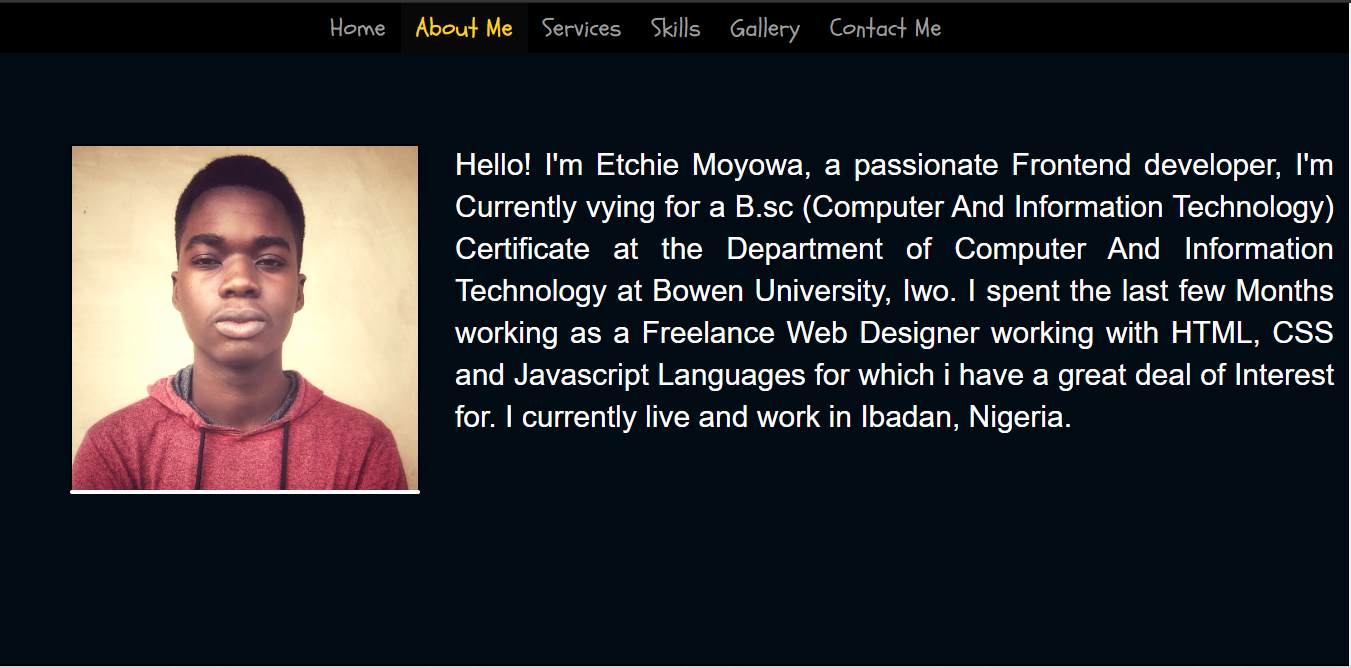 Home About Me Services Skills Gallery Contact Me
Hello! I'm Etchie Moyowa, a passionate Frontend developer, I'm
Currently vying for a B.sc (Computer And Information Technology)
Certificate at the Department of Computer And Information
Technology at Bowen University, Iwo. I spent the last few Months
working as a Freelance Web Designer working with HTML, CSS
and Javascript Languages for which i have a great deal of Interest
for. I currently live and work in Ibadan, Nigeria.